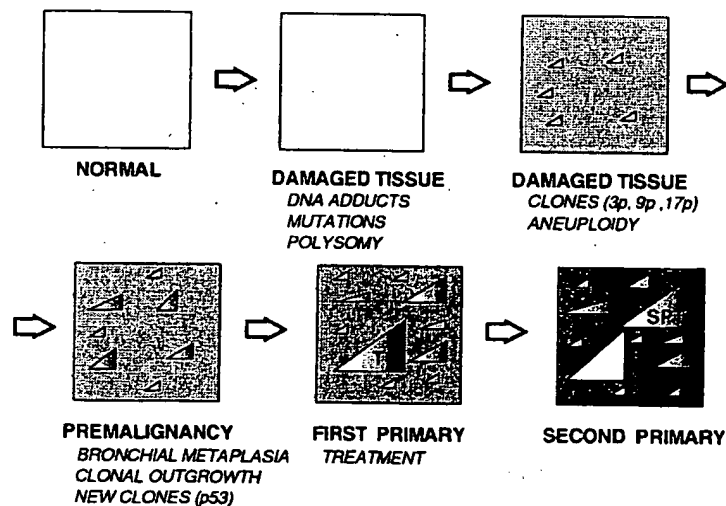 NORMAL
DAMAGED TISSUE
DNA ADDUCTS
MUTATIONS
POLYSOMY
DAMAGED TISSUE
CLONES (3p, 9p ,17p)
ANEUPLOIDY
PREMALIGNANCY
BRONCHIAL METAPLASIA
CLONAL OUTGROWTH
NEW CLONES (p53)
T
FIRST PRIMARY
TREATMENT
SP
SECOND PRIMARY